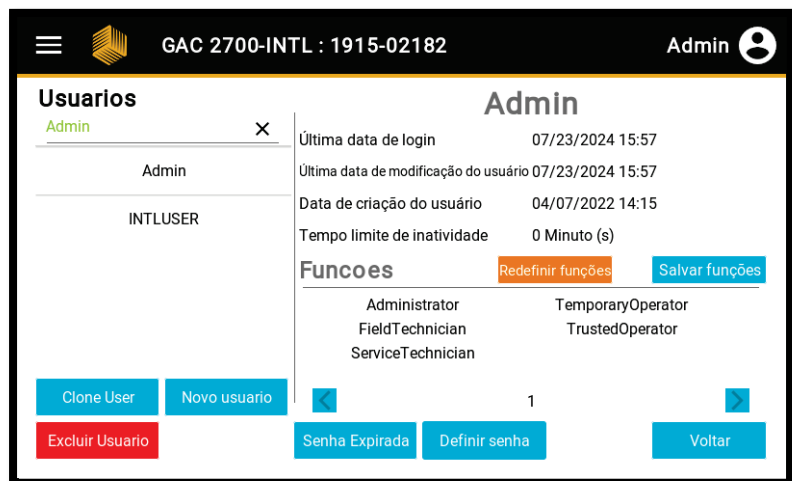 GAC 2700-INTL : 1915-02182
Admin
Usuarios
Admin
Admin
INTLUSER
Clone User
Novo usuario
Excluir Usuario
Admin
Última data de login 07/23/2024 15:57
Última data de modificação do usuário 07/23/2024 15:57
Data de criação do usuário 04/07/2022 14:15
Tempo limite de inatividade 0 Minuto (s)
Funcoes
Redefinir funções
Salvar funções
Administrator TemporaryOperator
FieldTechnician TrustedOperator
ServiceTechnician
1
Senha Expirada
Definir senha
Voltar